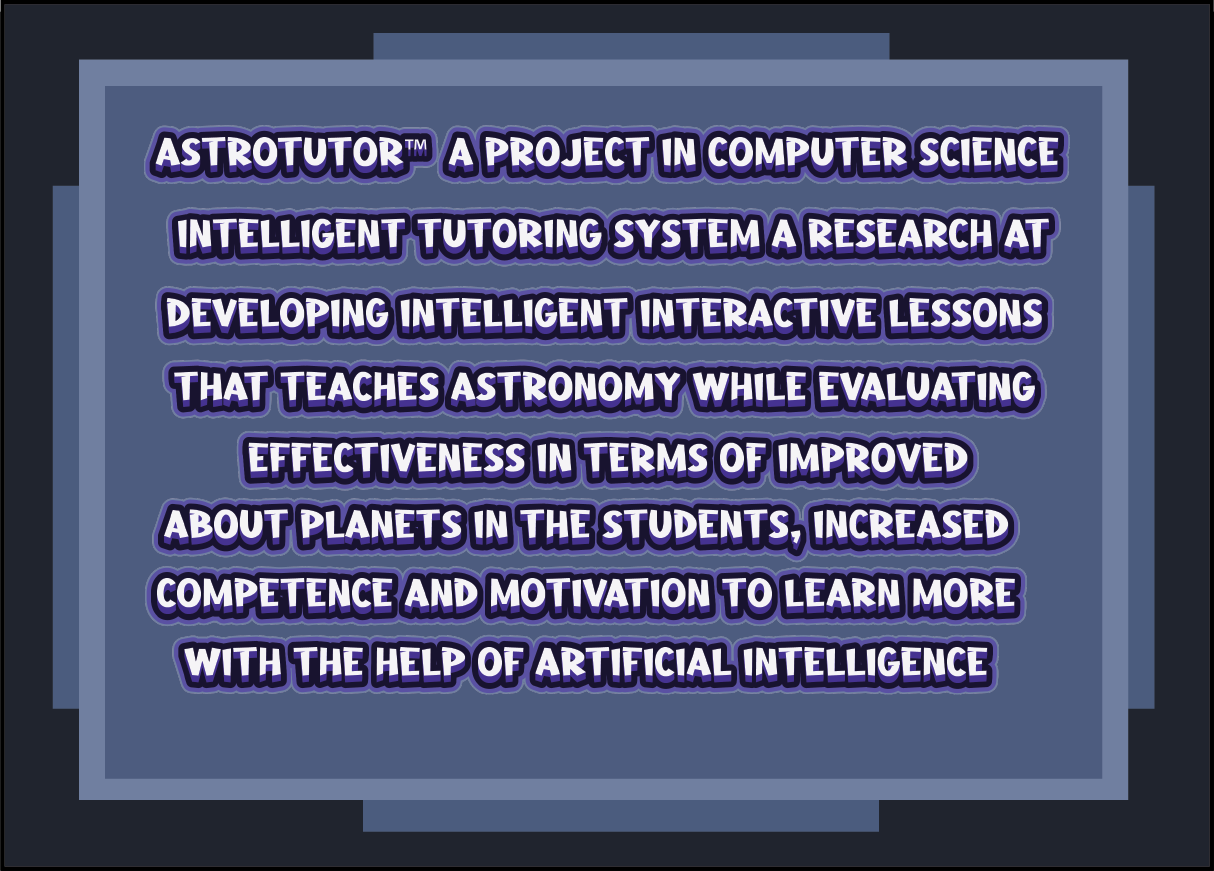 ASTROTUTOR™ A PROJECT IN COMPUTER SCIENCE
INTELLIGENT TUTORING SYSTEM A RESEARCH AT
DEVELOPING INTELLIGENT INTERACTIVE LESSONS
THAT TEACHES ASTRONOMY WHILE EVALUATING
EFFECTIVENESS IN TERMS OF IMPROVED
ABOUT PLANETS IN THE STUDENTS, INCREASED
COMPETENCE AND MOTIVATION TO LEARN MORE
WITH THE HELP OF ARTIFICIAL INTELLIGENCE